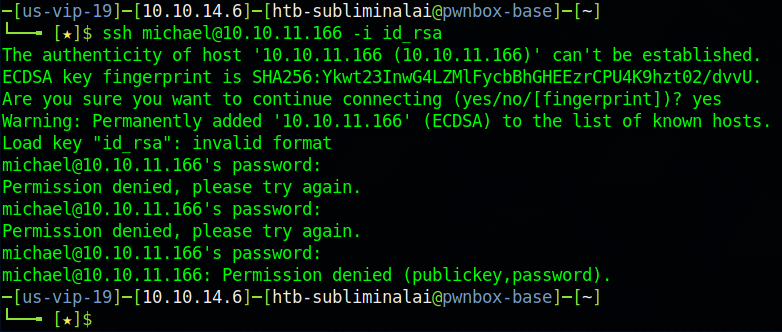 ─[us-vip-19]─[10.10.14.6]─[htb-subliminalai@pwnbox-base]─[~]
└──╼ [★]$ ssh michael@10.10.11.166 -i id_rsa
The authenticity of host '10.10.11.166 (10.10.11.166)' can't be established.
ECDSA key fingerprint is SHA256:Ykwt23InwG4LZMlFycbBhGHEEzrCPU4K9hzt02/dvvU.
Are you sure you want to continue connecting (yes/no/[fingerprint])? yes
Warning: Permanently added '10.10.11.166' (ECDSA) to the list of known hosts.
Load key "id_rsa": invalid format
michael@10.10.11.166's password:
Permission denied, please try again.
michael@10.10.11.166's password:
Permission denied, please try again.
michael@10.10.11.166's password:
michael@10.10.11.166: Permission denied (publickey,password).
─[us-vip-19]─[10.10.14.6]─[htb-subliminalai@pwnbox-base]─[~]
└──╼ [★]$